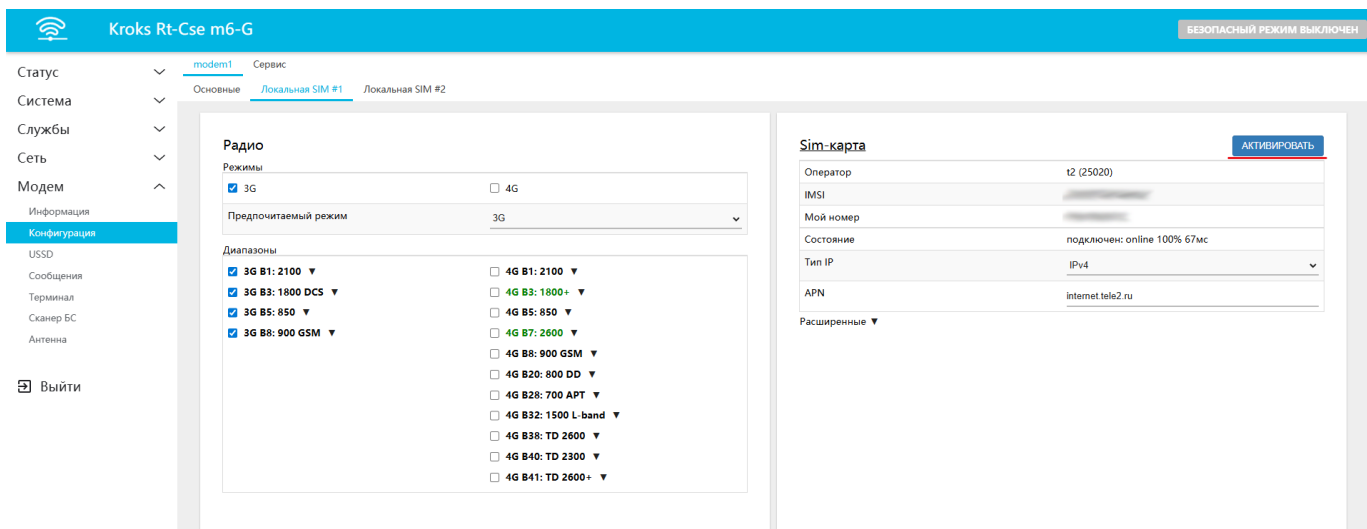 Kroks Rt-Cse m6-G
БЕЗОПАСНЫЙ РЕЖИМ ВЫКЛЮЧЕН
Статус
Система
Службы
Сеть
Модем
Информация
Конфигурация
USSD
Сообщения
Терминал
Сканер БС
Антенна
Выйти
modem1 Сервис
Основные Локальная SIM #1 Локальная SIM #2
Радио
Режимы
3G 4G
Предпочитаемый режим 3G
Диапазоны
3G B1: 2100 ▼ 4G B1: 2100 ▼
3G B3: 1800 DCS ▼ 4G B3: 1800+ ▼
3G B5: 850 ▼ 4G B5: 850 ▼
3G B8: 900 GSM ▼ 4G B7: 2600 ▼
4G B8: 900 GSM ▼
4G B20: 800 DD ▼
4G B28: 700 APT ▼
4G B32: 1500 L-band ▼
4G B38: TD 2600 ▼
4G B40: TD 2300 ▼
4G B41: TD 2600+ ▼
Sim-карта АКТИВИРОВАТЬ
Оператор t2 (25020)
IMSI
Мой номер
Состояние подключен: online 100% 67мс
Тип IP IPv4
APN internet.tele2.ru
Расширенные ▼